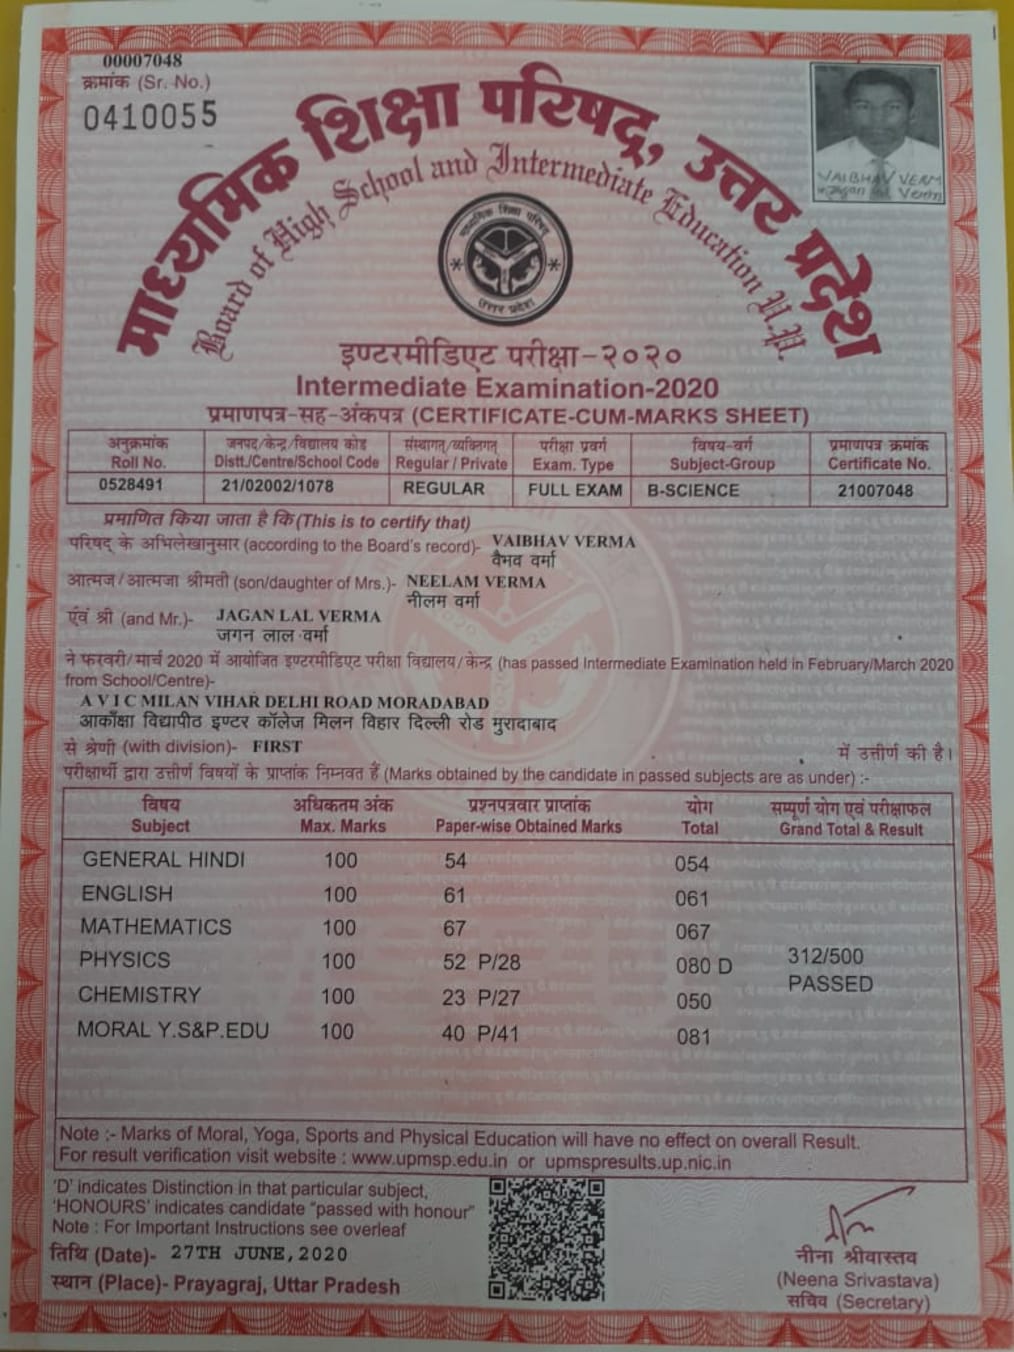 00007048
क्रमांक (Sr. No.)
0410055
माध्यमिक शिक्षा परिषद्, उत्तर प्रदेश
Board of High School and Intermediate Education U.P.
माध्यमिक शिक्षा परिषद्
उत्तर प्रदेश
VAIBHAV VERM
Jagan Verm
इण्टरमीडिएट परीक्षा-२०२०
Intermediate Examination-2020
प्रमाणपत्र-सह-अंकपत्र (CERTIFICATE-CUM-MARKS SHEET)
अनुक्रमांक जनपद/केन्द्र/विद्यालय कोड संस्थागत/व्यक्तिगत परीक्षा प्रवर्ग विषय-वर्ग प्रमाणपत्र क्रमांक
Roll No. Distt./Centre/School Code Regular / Private Exam. Type Subject-Group Certificate No.
0528491 21/02002/1078 REGULAR FULL EXAM B-SCIENCE 21007048
प्रमाणित किया जाता है कि (This is to certify that)
परिषद् के अभिलेखानुसार (according to the Board's record)- VAIBHAV VERMA
वैभव वर्मा
आत्मज/आत्मजा श्रीमती (son/daughter of Mrs.)- NEELAM VERMA
नीलम वर्मा
एवं श्री (and Mr.)- JAGAN LAL VERMA
जगन लाल वर्मा
ने फरवरी/मार्च 2020 में आयोजित इण्टरमीडिएट परीक्षा विद्यालय/केन्द्र (has passed Intermediate Examination held in February/March 2020
from School/Centre)-
A V I C MILAN VIHAR DELHI ROAD MORADABAD
आकाँक्षा विद्यापीठ इण्टर कॉलेज मिलन विहार दिल्ली रोड मुरादाबाद
से श्रेणी (with division)- FIRST में उत्तीर्ण की है।
परीक्षार्थी द्वारा उत्तीर्ण विषयों के प्राप्तांक निम्नवत हैं (Marks obtained by the candidate in passed subjects are as under) :-
विषय अधिकतम अंक प्रश्नपत्रवार प्राप्तांक योग सम्पूर्ण योग एवं परीक्षाफल
Subject Max. Marks Paper-wise Obtained Marks Total Grand Total & Result
GENERAL HINDI 100 54 054
ENGLISH 100 61 061
MATHEMATICS 100 67 067
PHYSICS 100 52 P/28 080 D 312/500
CHEMISTRY 100 23 P/27 050 PASSED
MORAL Y.S&P.EDU 100 40 P/41 081
Note :- Marks of Moral, Yoga, Sports and Physical Education will have no effect on overall Result.
For result verification visit website : www.upmsp.edu.in or upmspresults.up.nic.in
'D' indicates Distinction in that particular subject,
'HONOURS' indicates candidate "passed with honour"
Note : For Important Instructions see overleaf
तिथि (Date)- 27TH JUNE, 2020
स्थान (Place)- Prayagraj, Uttar Pradesh
नीना श्रीवास्तव
(Neena Srivastava)
सचिव (Secretary)